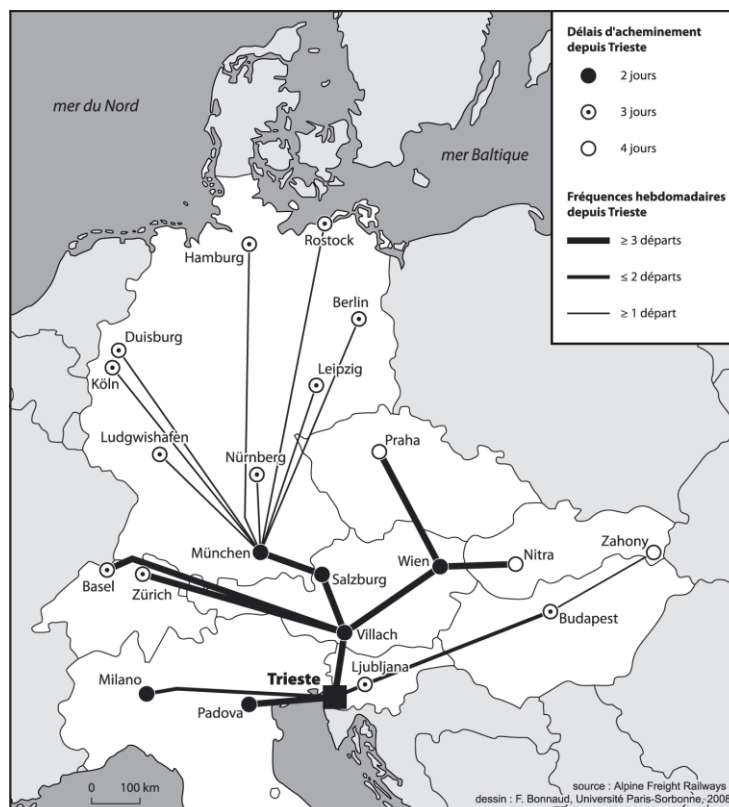 Délais d'acheminement
depuis Trieste
2 jours
3 jours
4 jours
Fréquences hebdomadaires
depuis Trieste
≥ 3 départs
≤ 2 départs
≥ 1 départ
mer du Nord
mer Baltique
Rostock
Hamburg
Berlin
Duisburg
Köln
Leipzig
Ludgwishafen
Nürnberg
Praha
München
Wien
Nitra
Zahony
Basel
Zürich
Salzburg
Budapest
Villach
Ljubljana
Trieste
Milano
Padova
0 100 km
source : Alpine Freight Railways
dessin : F. Bonnaud, Université Paris-Sorbonne, 2008